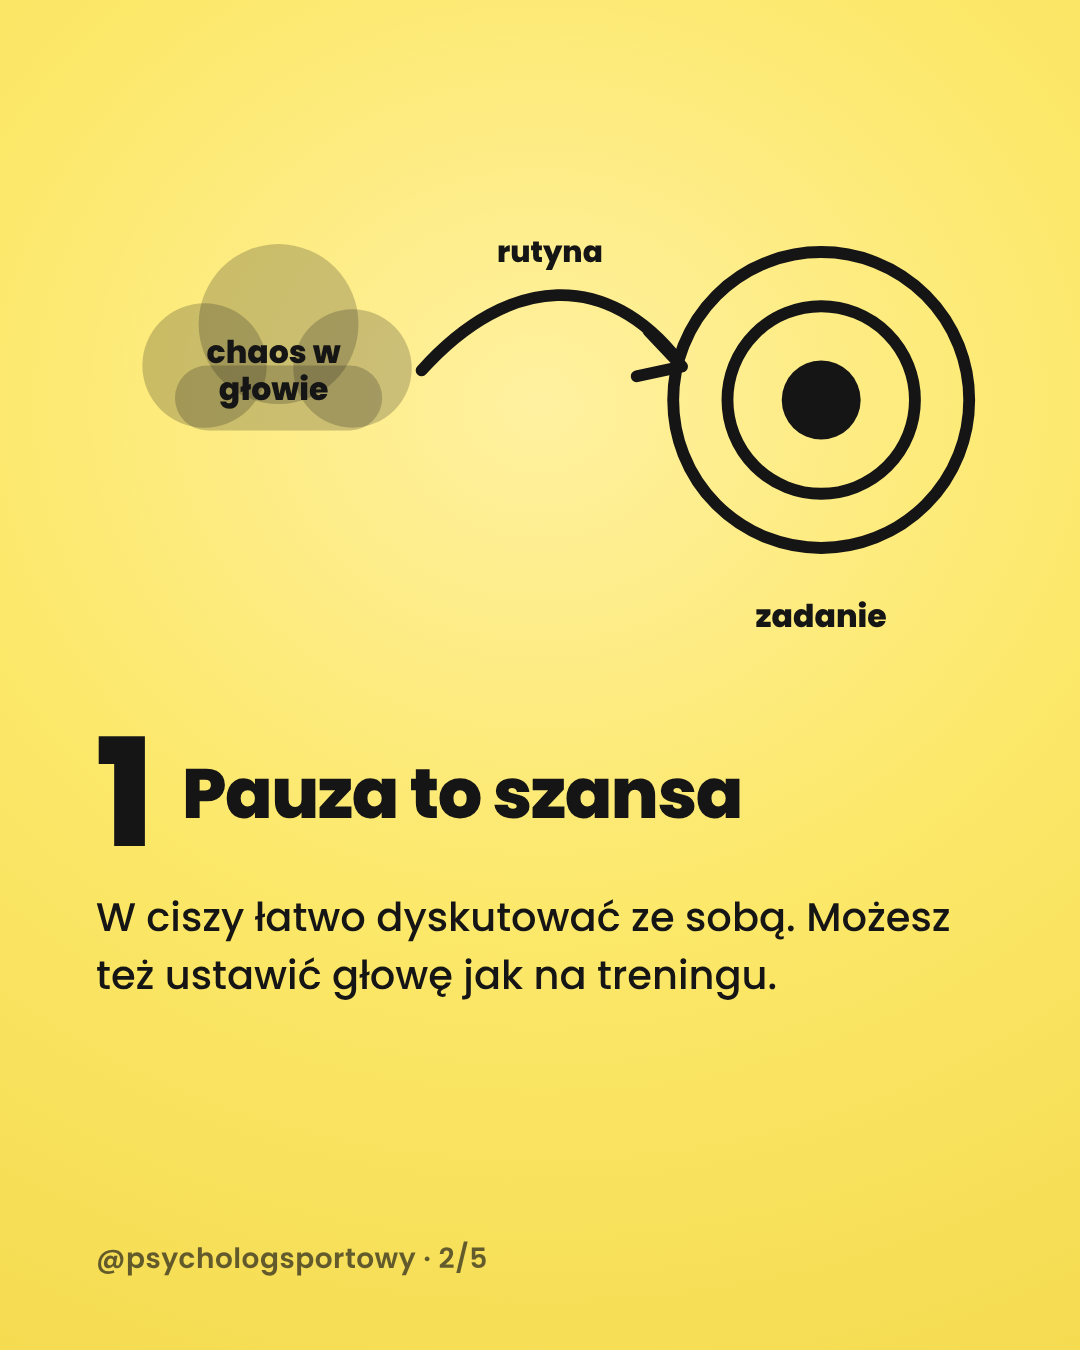 rutyna
chaos w
głowie
zadanie
1 Pauza to szansa
W ciszy łatwo dyskutować ze sobą. Możesz
też ustawić głowę jak na treningu.
@psychologsportowy · 2/5